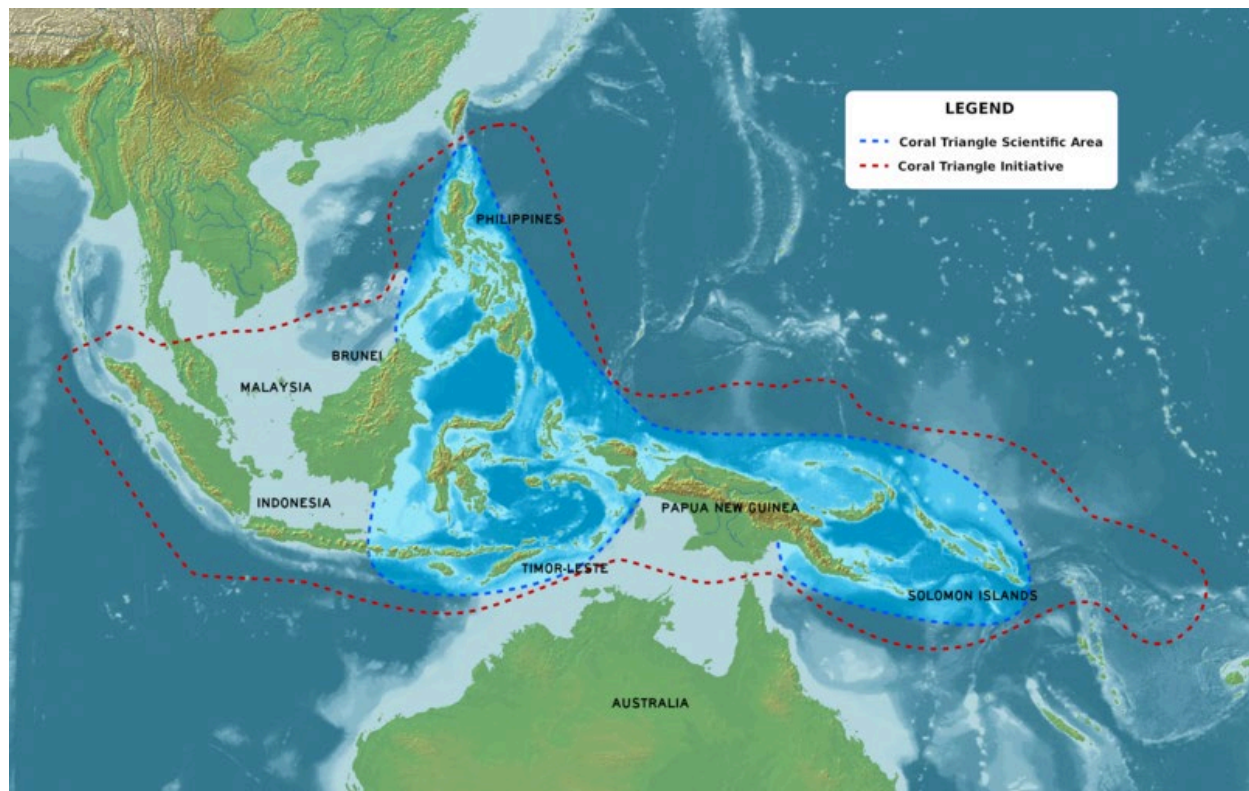 LEGEND
Coral Triangle Scientific Area
Coral Triangle Initiative
PHILIPPINES
BRUNEI
MALAYSIA
INDONESIA
PAPUA NEW GUINEA
TIMOR-LESTE
SOLOMON ISLANDS
AUSTRALIA